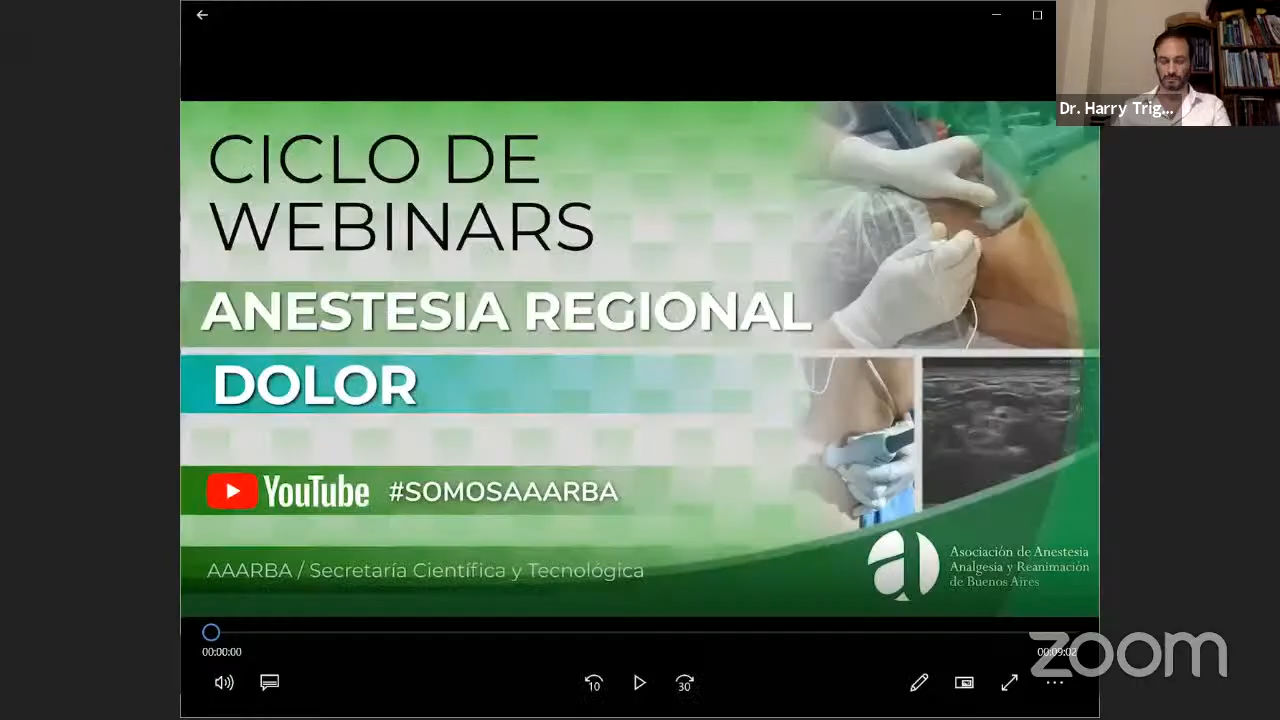 Dr. Harry Trig...
CICLO DE
WEBINARS
ANESTESIA REGIONAL
DOLOR
YouTube #SOMOSAAARBA
AAARBA / Secretaría Científica y Tecnológica
Asociación de Anestesia
Analgesia y Reanimación
de Buenos Aires
00:00:00
00:09:02
10
30
zoom